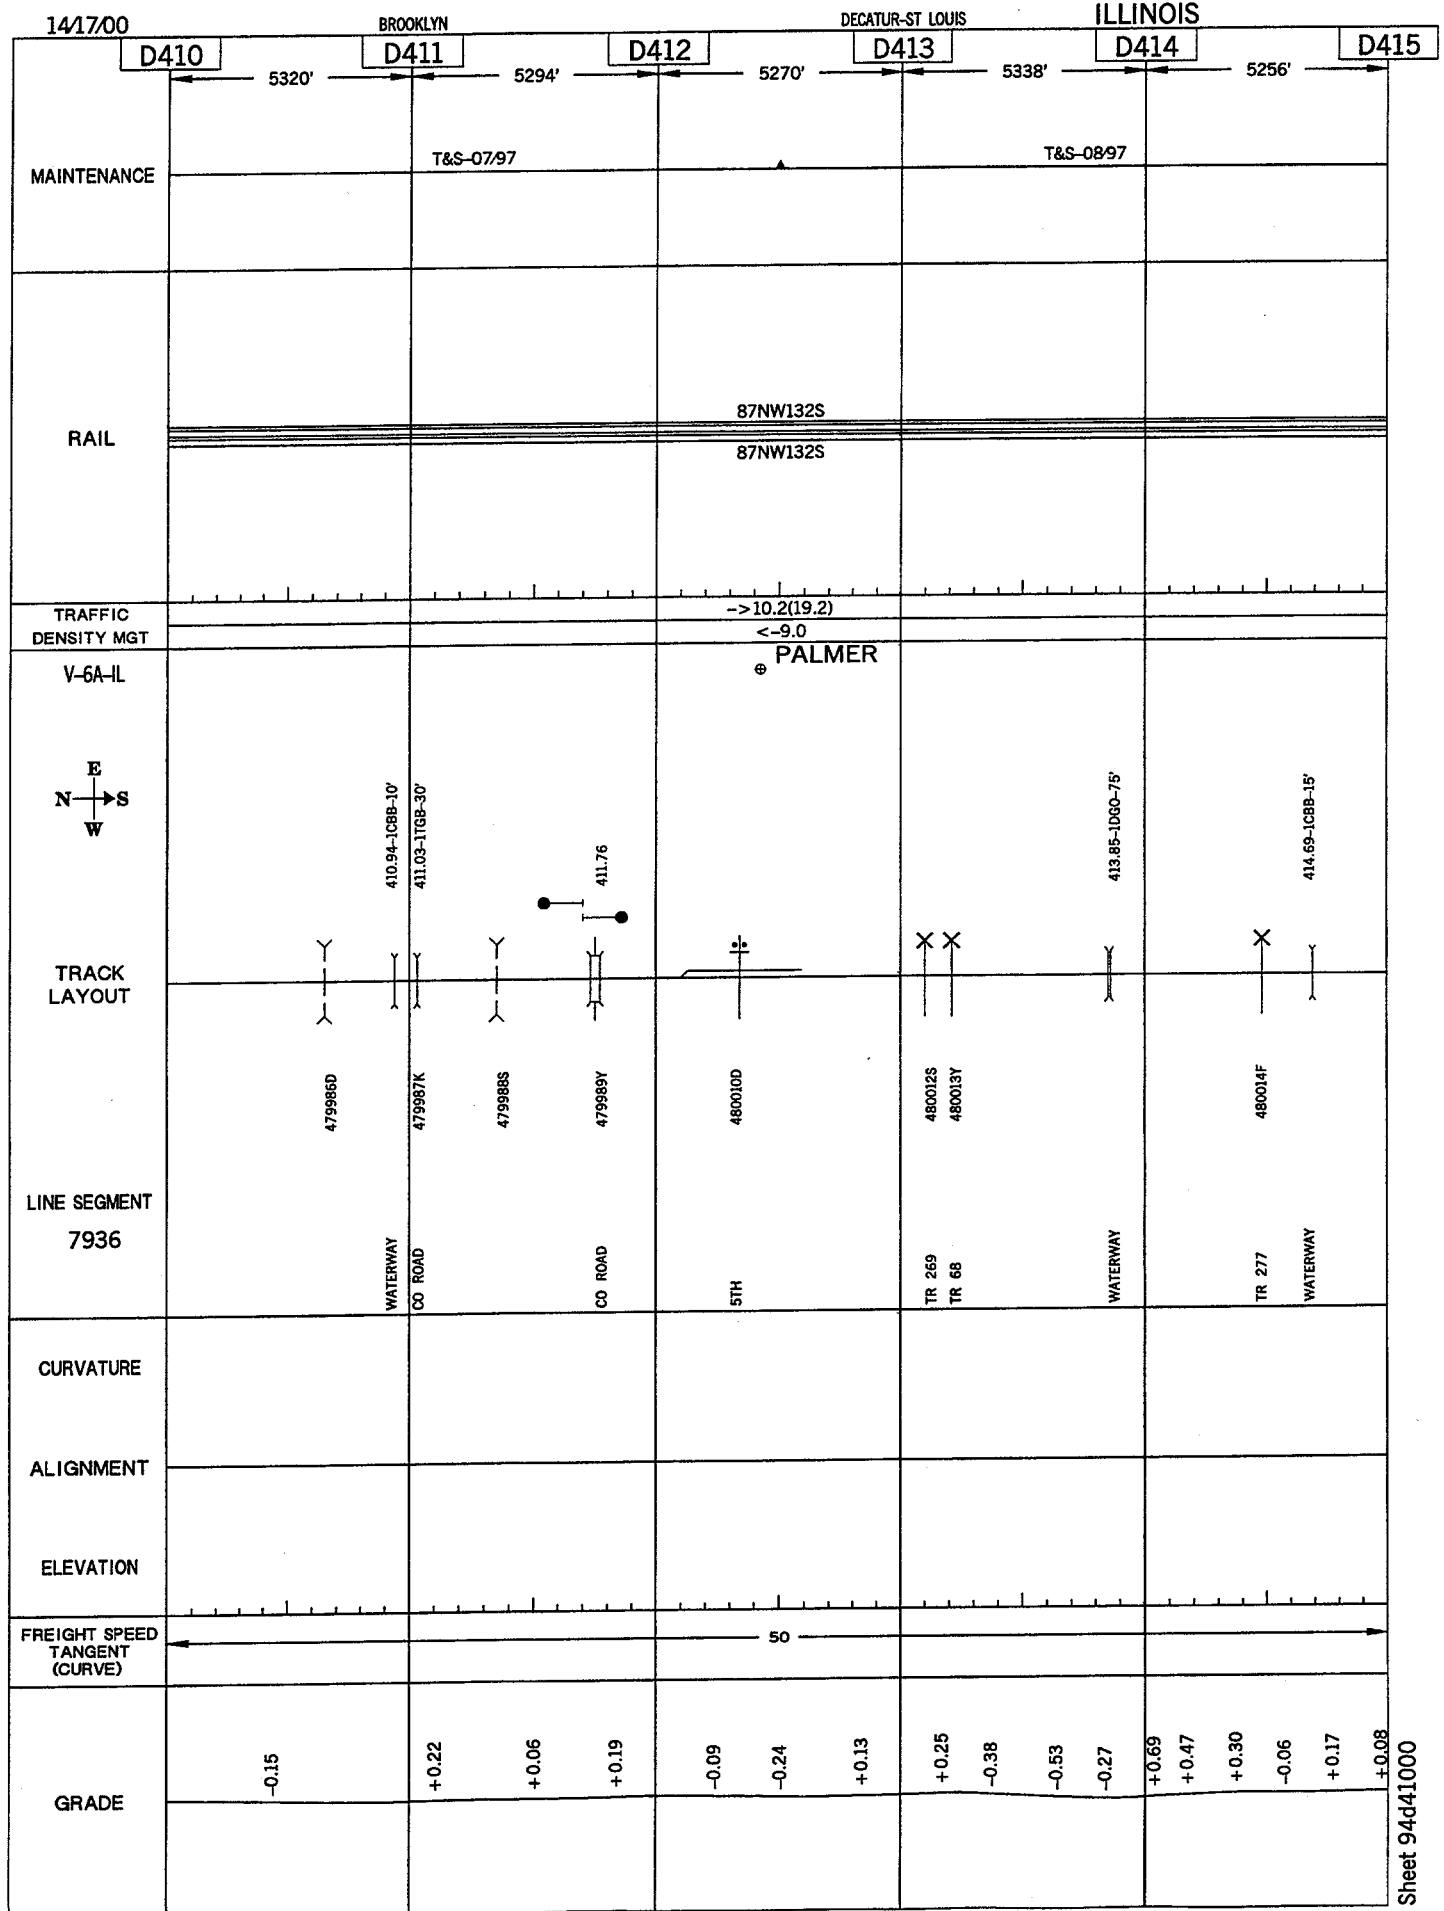 14/17/00
BROOKLYN
DECATUR-ST LOUIS
ILLINOIS
D410 D411 D412 D413 D414 D415
5320' 5294' 5270' 5338' 5256'
MAINTENANCE
T&S-07/97
T&S-08/97
RAIL
87NW132S
87NW132S
TRAFFIC
DENSITY MGT
->10.2(19.2)
<-9.0
V-6A-IL
PALMER
E
N S
W
410.94-1CBB-10'
411.03-1TGB-30'
411.76
413.85-1DGO-75'
414.69-1CBB-15'
TRACK
LAYOUT
479986D
479987K
479988S
479989Y
480010D
480012S
480013Y
480014F
LINE SEGMENT
7936
WATERWAY
CO ROAD
CO ROAD
5TH
TR 269
TR 68
WATERWAY
TR 277
WATERWAY
CURVATURE
ALIGNMENT
ELEVATION
FREIGHT SPEED
TANGENT
(CURVE)
50
GRADE
-0.15
+0.22
+0.06
+0.19
-0.09
-0.24
+0.13
+0.25
-0.38
-0.53
-0.27
+0.69
+0.47
+0.30
-0.06
+0.17
+0.08
Sheet 94d41000